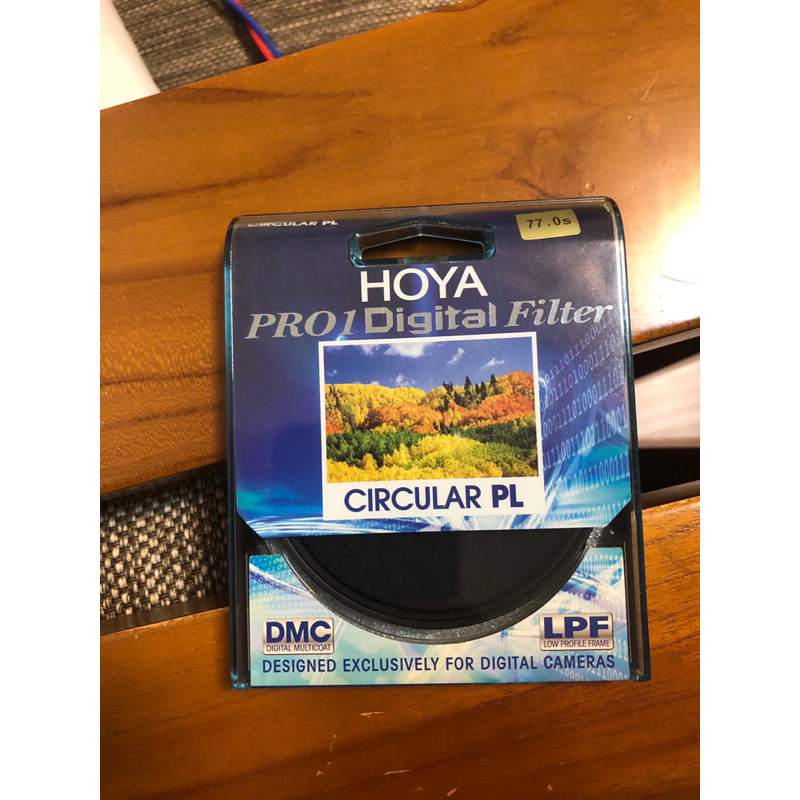 CIRCULAR PL
77.0s
HOYA
PRO1 Digital Filter
CIRCULAR PL
DMC
DIGITAL MULTICOAT
LPF
LOW PROFILE FRAME
DESIGNED EXCLUSIVELY FOR DIGITAL CAMERAS